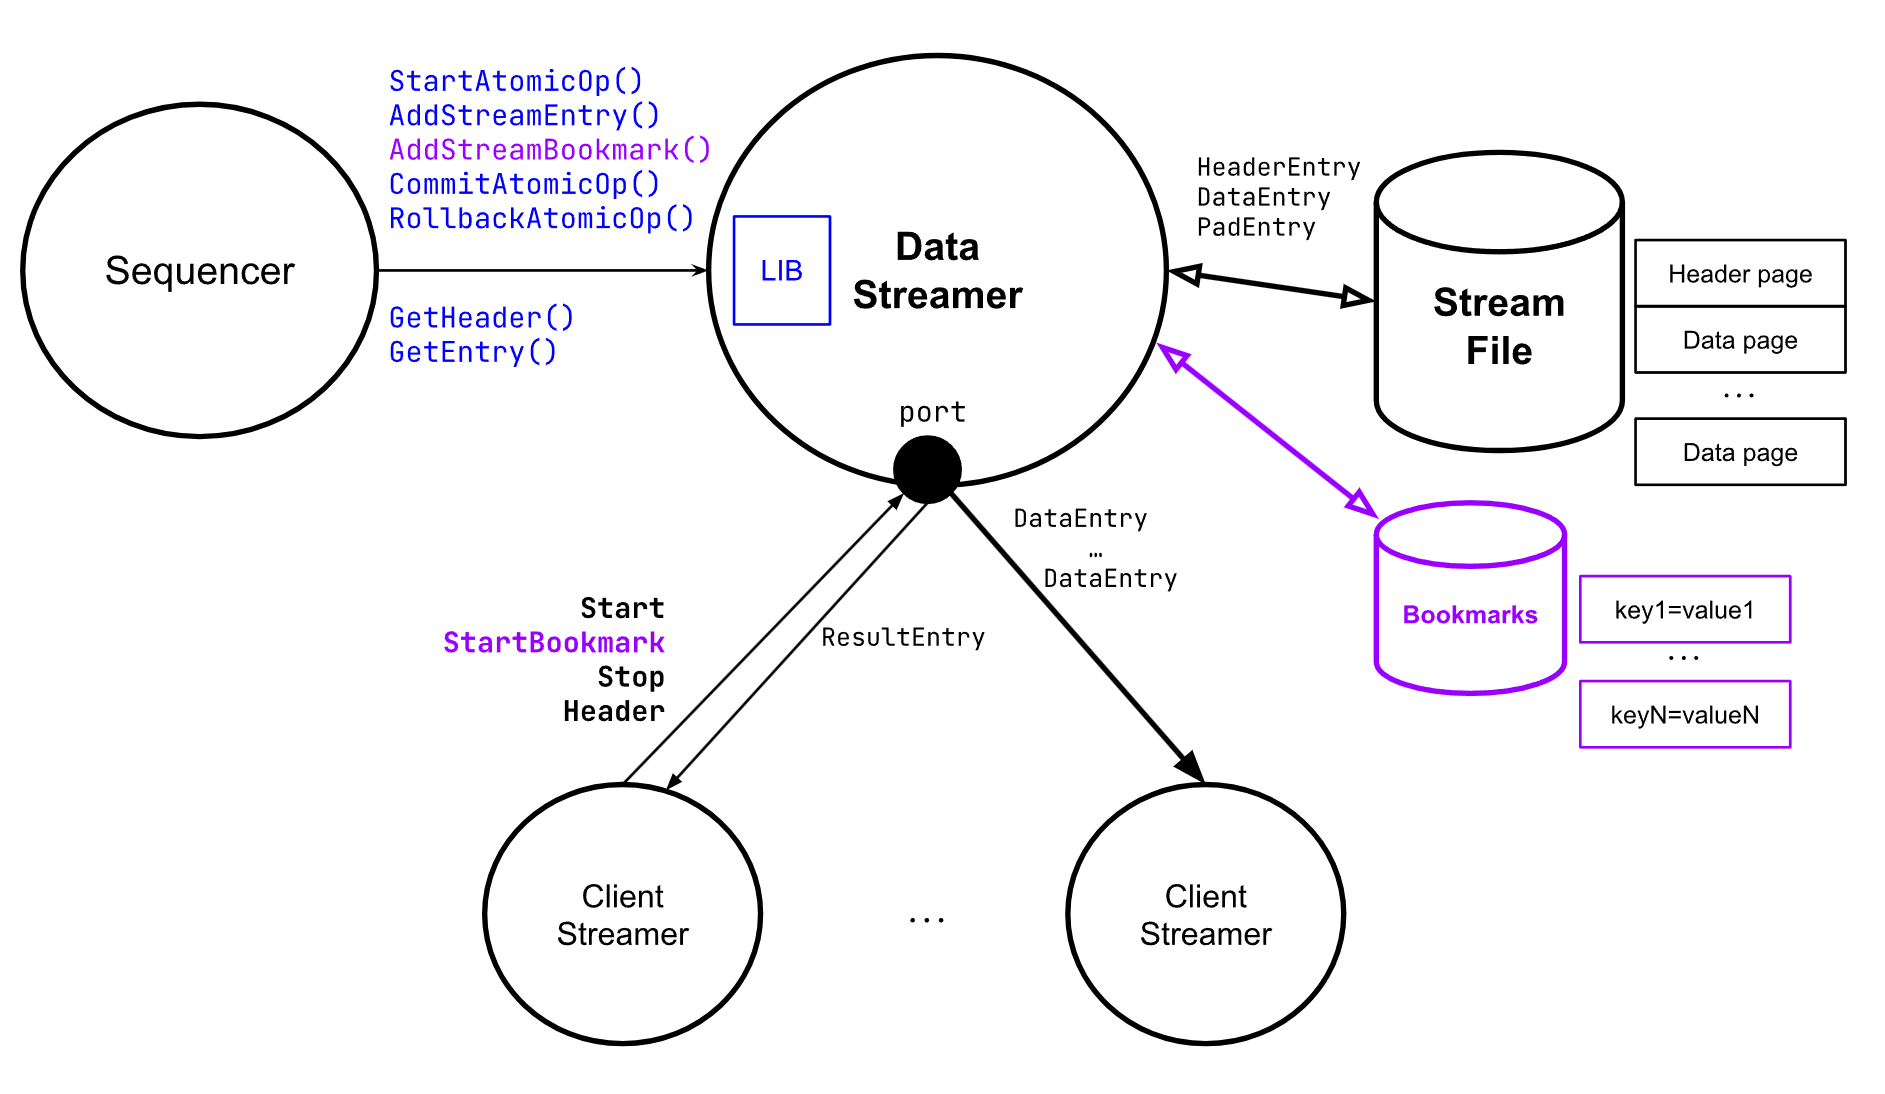 StartAtomicOp()
AddStreamEntry()
AddStreamBookmark()
CommitAtomicOp()
RollbackAtomicOp()
Sequencer
GetHeader()
GetEntry()
LIB
Data
Streamer
port
HeaderEntry
DataEntry
PadEntry
Stream
File
Header page
Data page
...
Data page
Bookmarks
key1=value1
...
keyN=valueN
Start
StartBookmark
Stop
Header
ResultEntry
DataEntry
…
DataEntry
Client
Streamer
...
Client
Streamer